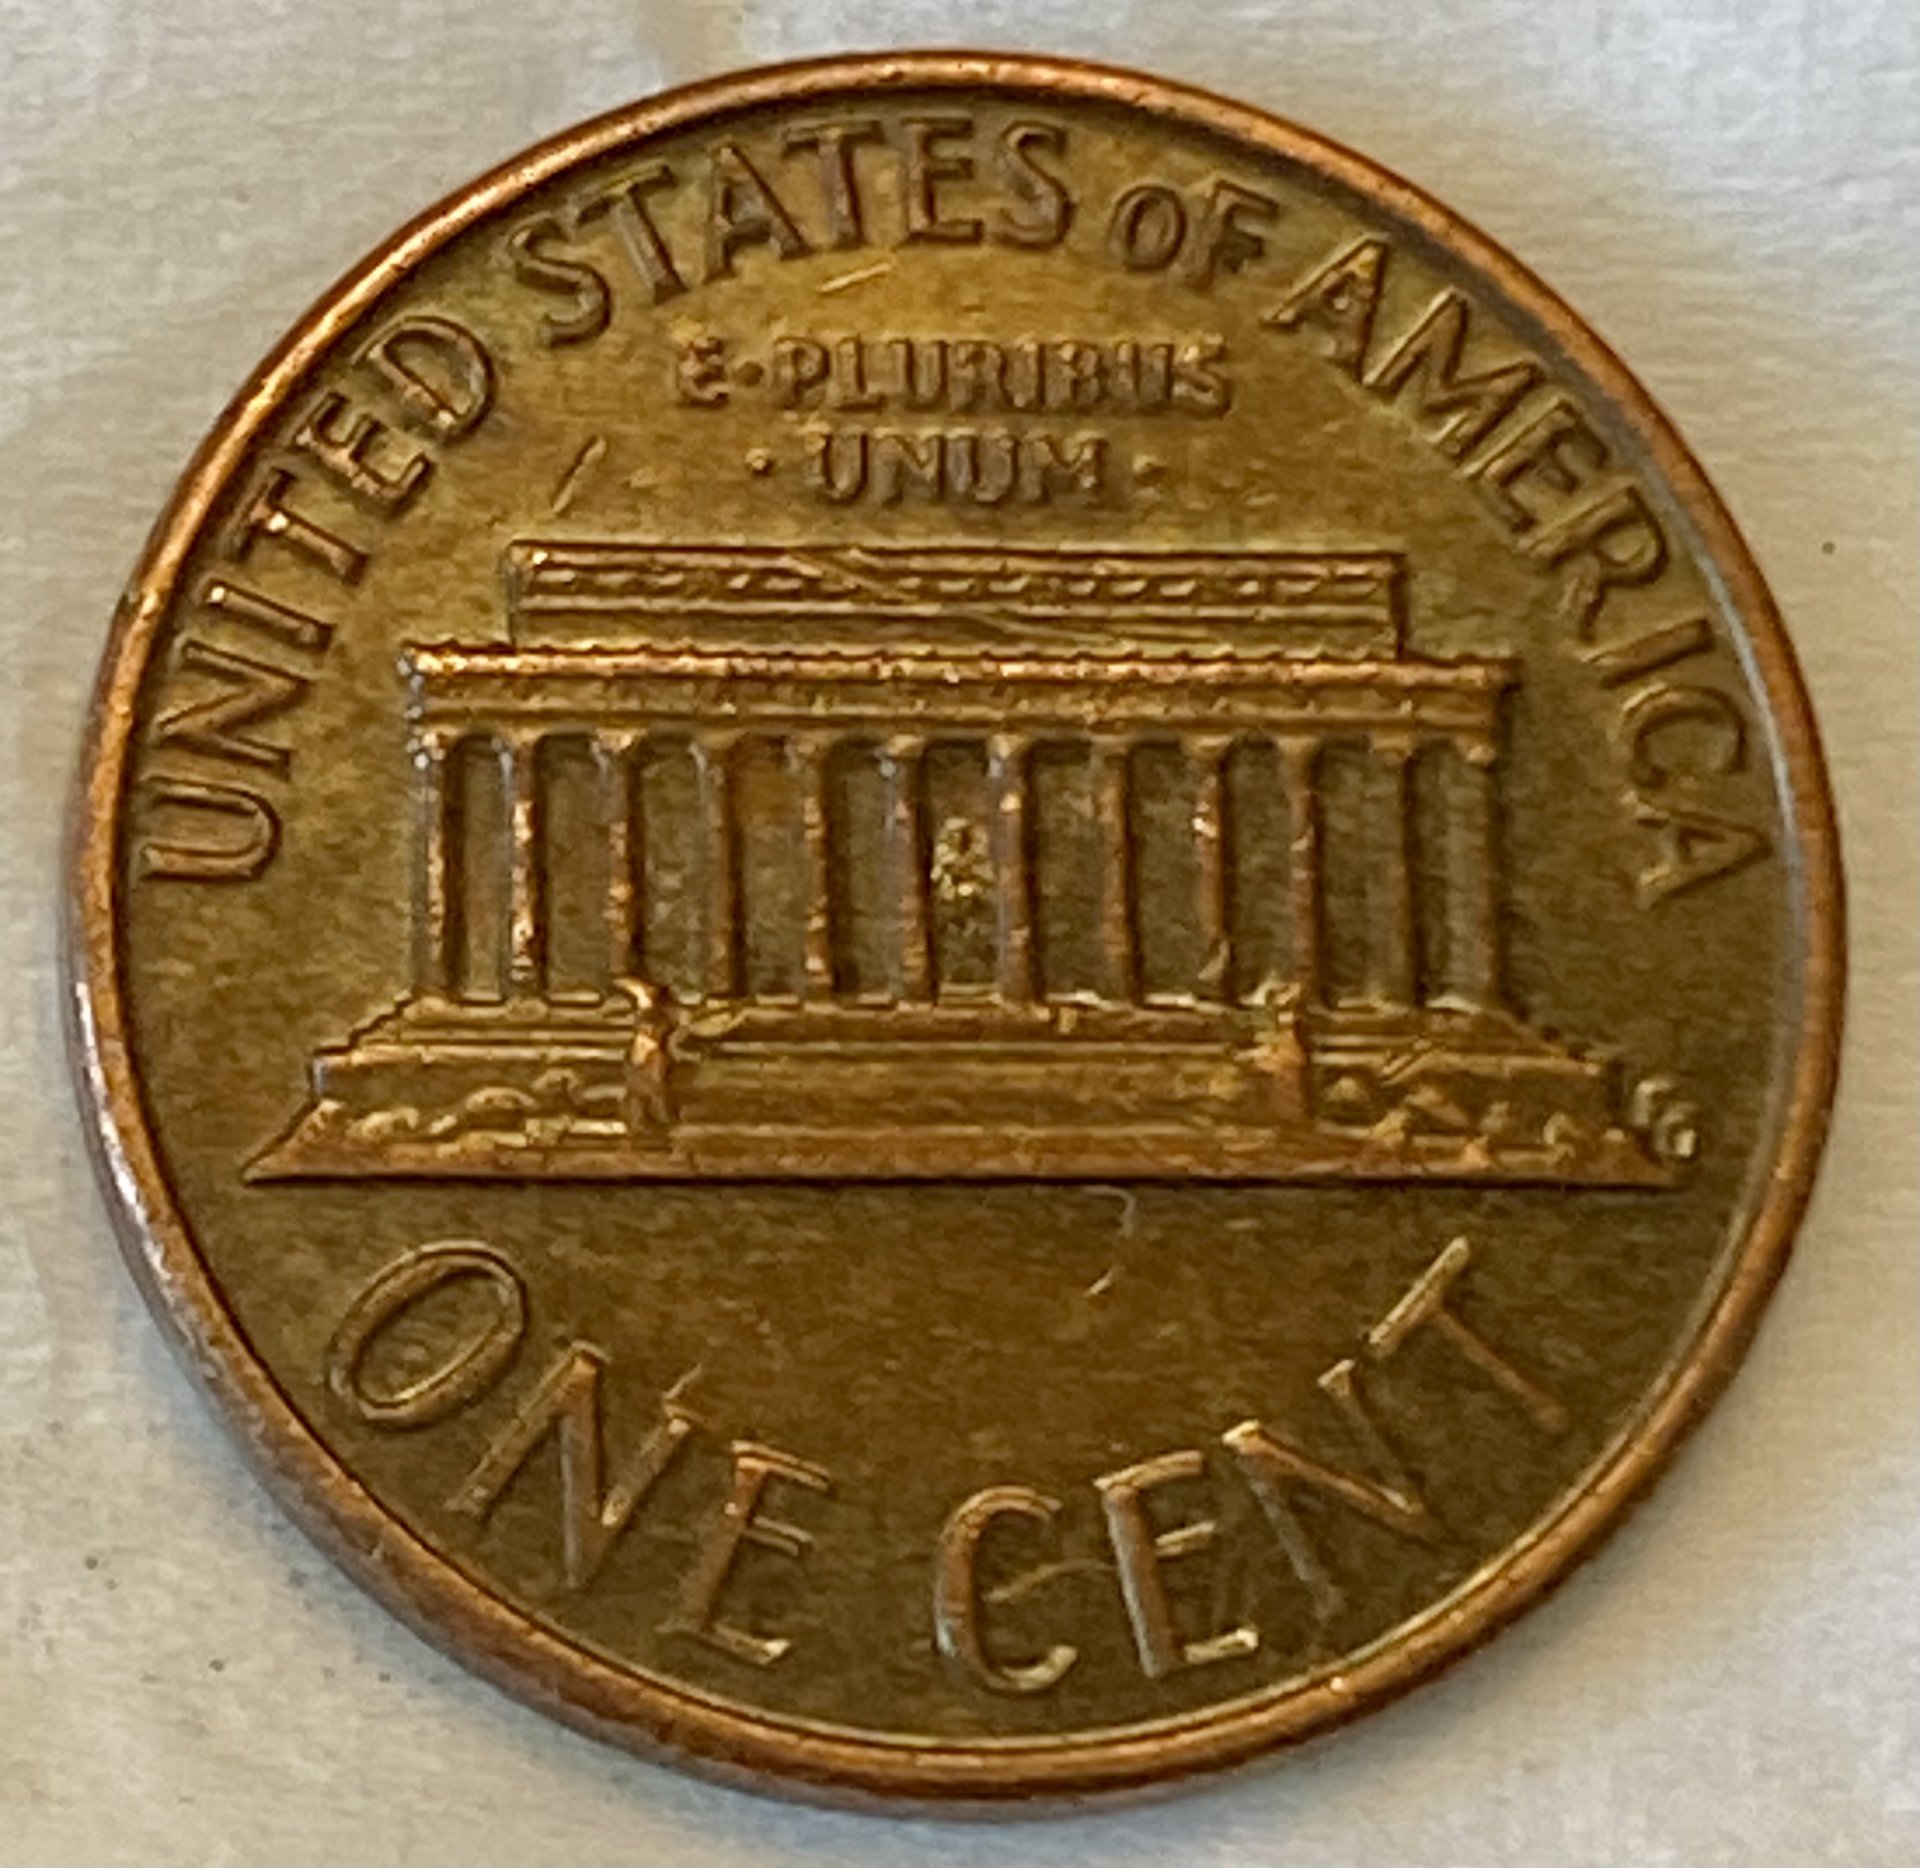 UNITED STATES OF AMERICA
E·PLURIBUS
·UNUM·
FG
ONE CENT